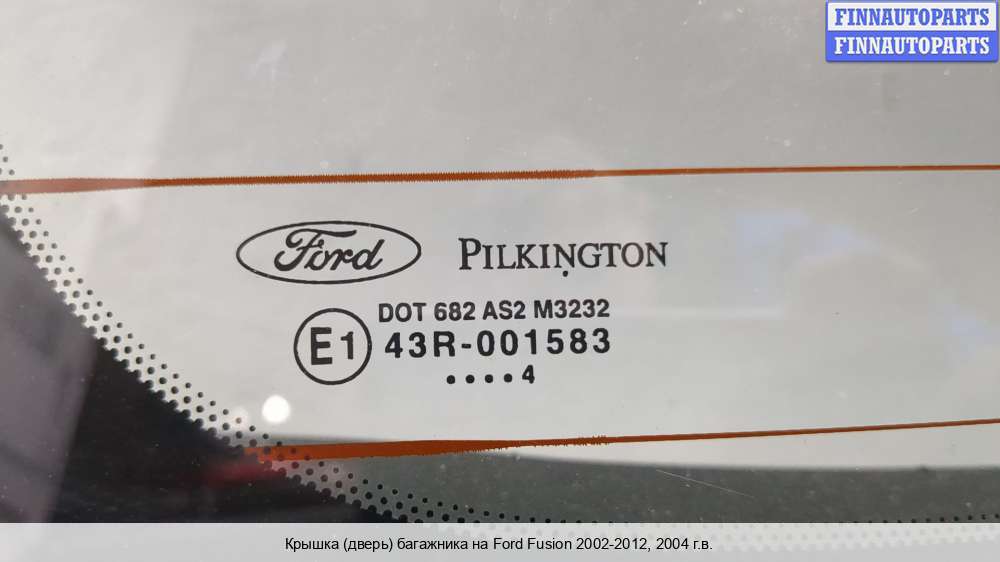 FINNAUTOPARTS
FINNAUTOPARTS
Ford PILKINGTON
DOT 682 AS2 M3232
E1 43R-001583
....4
Крышка (дверь) багажника на Ford Fusion 2002-2012, 2004 г.в.